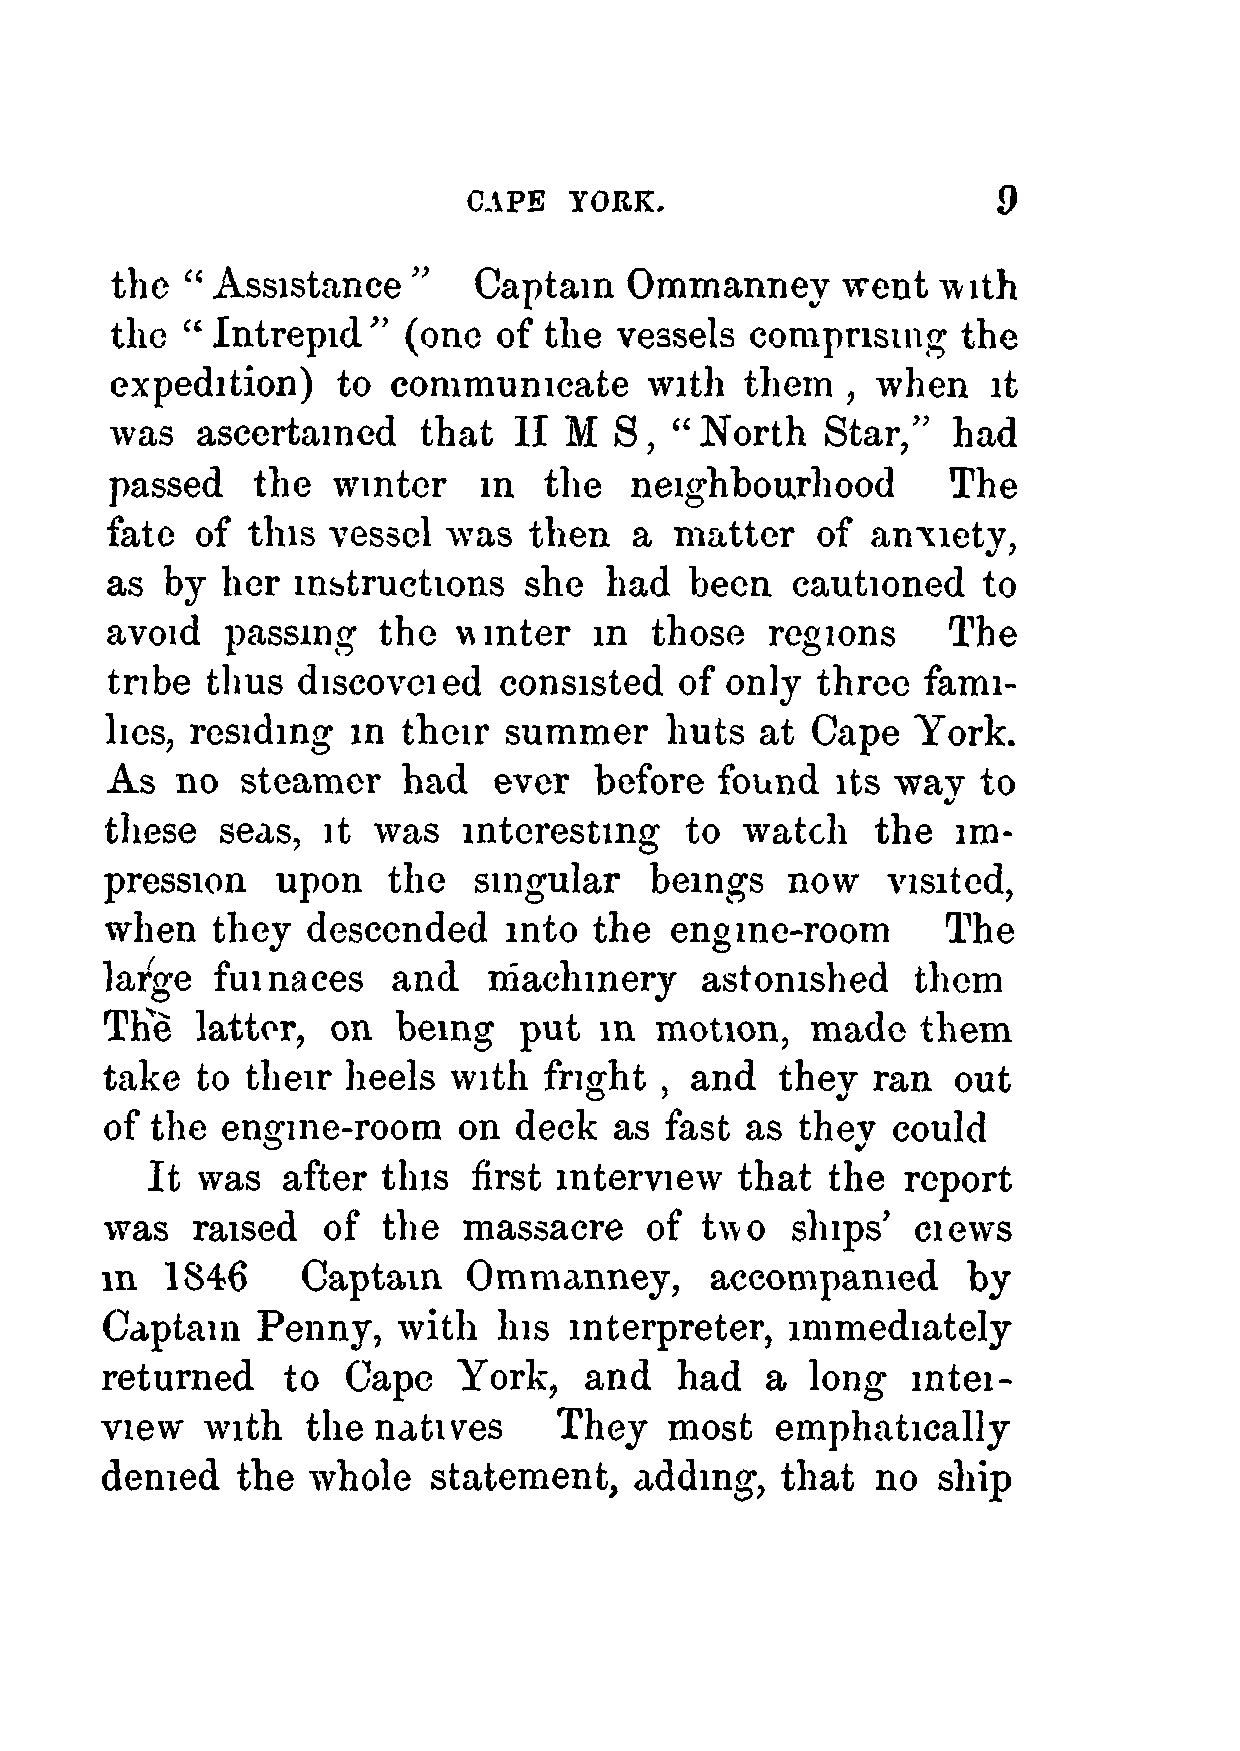 CAPE YORK. 9
the “Assistance” Captain Ommanney went with
the “Intrepid” (one of the vessels comprising the
expedition) to communicate with them , when it
was ascertained that H M S, “North Star,” had
passed the winter in the neighbourhood The
fate of this vessel was then a matter of anxiety,
as by her instructions she had been cautioned to
avoid passing the winter in those regions The
tribe thus discovered consisted of only three fami-
lies, residing in their summer huts at Cape York.
As no steamer had ever before found its way to
these seas, it was interesting to watch the im-
pression upon the singular beings now visited,
when they descended into the engine-room The
large furnaces and machinery astonished them
The latter, on being put in motion, made them
take to their heels with fright , and they ran out
of the engine-room on deck as fast as they could
It was after this first interview that the report
was raised of the massacre of two ships’ crews
in 1846 Captain Ommanney, accompanied by
Captain Penny, with his interpreter, immediately
returned to Cape York, and had a long inter-
view with the natives They most emphatically
denied the whole statement, adding, that no ship